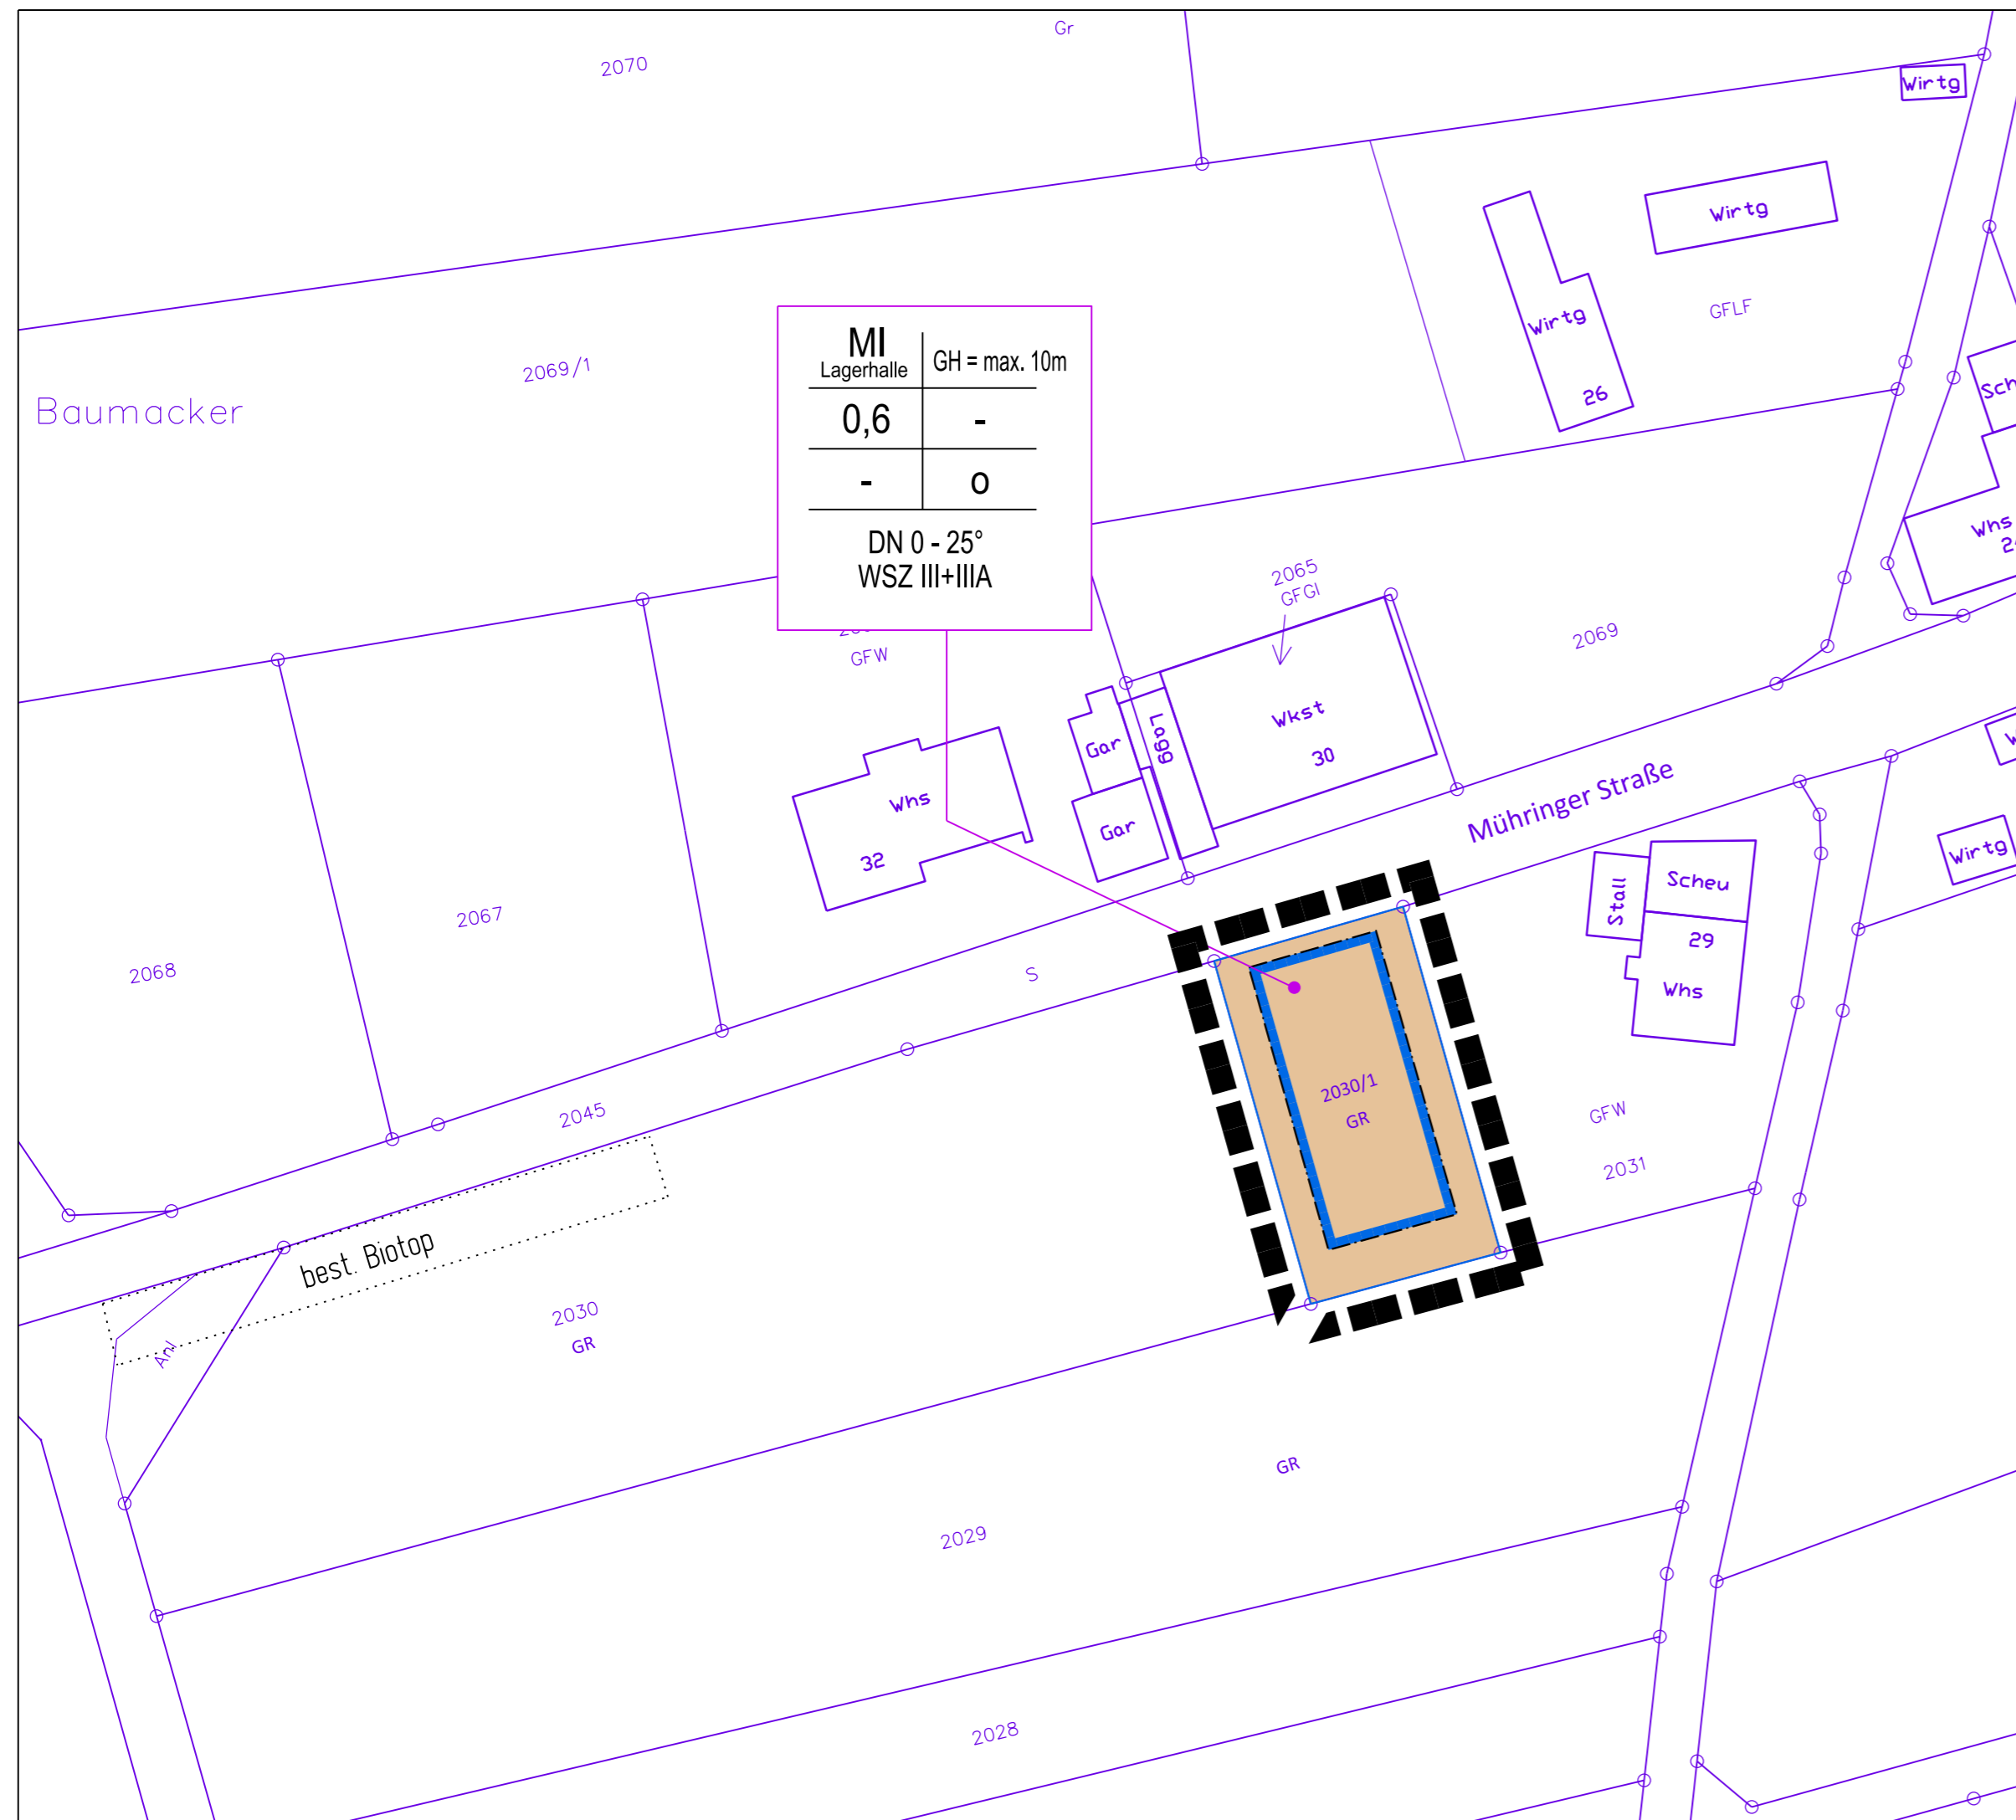 Gr
2070
Wirtg
Wirtg
GFLF
Wirtg
26
MI
Lagerhalle
GH = max. 10m
0,6
-
-
o
DN 0 - 25°
WSZ III+IIIA
2069/1
Baumacker
2065
GFGI
2069
Whs
GFW
Wkst
30
Lagg
Gar
Gar
Whs
32
Mühringer Straße
Wirtg
Stall
Scheu
29
Whs
2067
2068
S
2045
2030/1
GR
GFW
2031
best. Biotop
Anl
2030
GR
GR
2029
2028